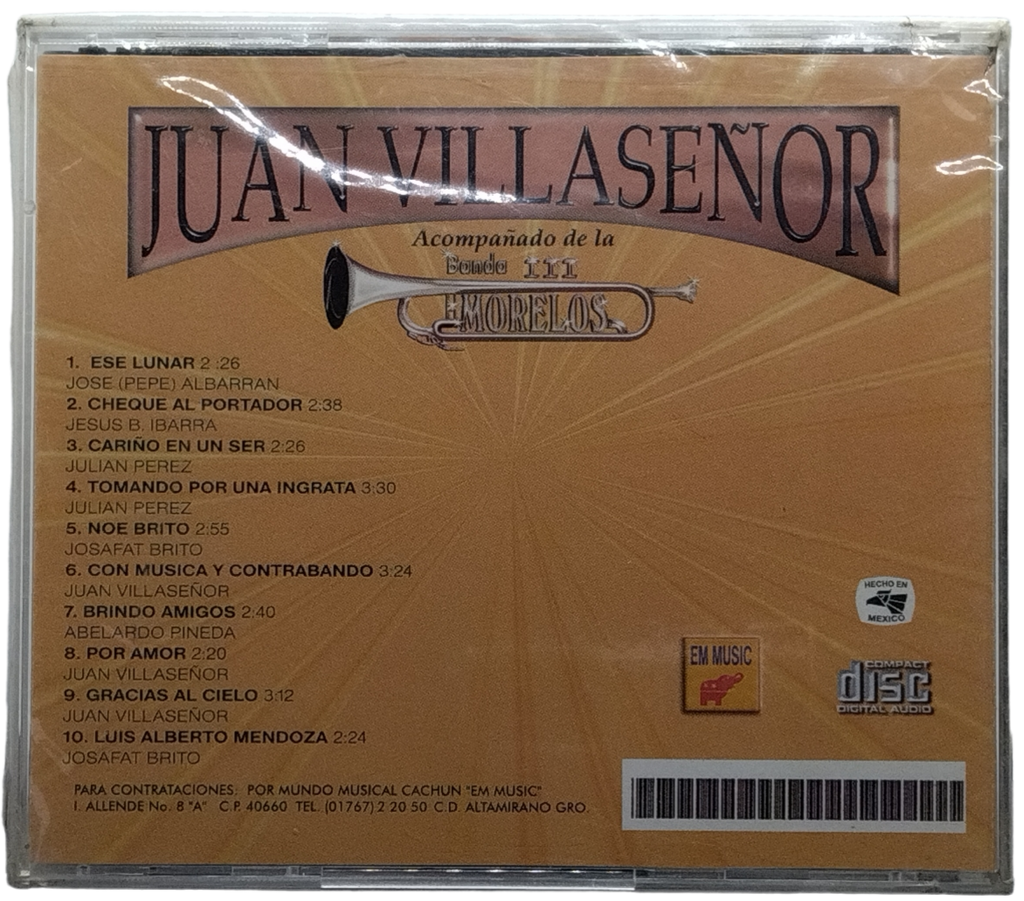 JUAN VILLASEÑOR
Acompañado de la
Banda III
MORELOS
1. ESE LUNAR 2:26
JOSE (PEPE) ALBARRAN
2. CHEQUE AL PORTADOR 2:38
JESUS B. IBARRA
3. CARIÑO EN UN SER 2:26
JULIAN PEREZ
4. TOMANDO POR UNA INGRATA 3:30
JULIAN PEREZ
5. NOE BRITO 2:55
JOSAFAT BRITO
6. CON MUSICA Y CONTRABANDO 3:24
JUAN VILLASEÑOR
7. BRINDO AMIGOS 2:40
ABELARDO PINEDA
8. POR AMOR 2:20
JUAN VILLASEÑOR
9. GRACIAS AL CIELO 3:12
JUAN VILLASEÑOR
10. LUIS ALBERTO MENDOZA 2:24
JOSAFAT BRITO
HECHO EN
MEXICO
EM MUSIC
COMPACT
disc
DIGITAL AUDIO
PARA CONTRATACIONES: POR MUNDO MUSICAL CACHUN "EM MUSIC"
I. ALLENDE No. 8 "A" C.P. 40660 TEL. (01767) 2 20 50 C.D. ALTAMIRANO GRO.